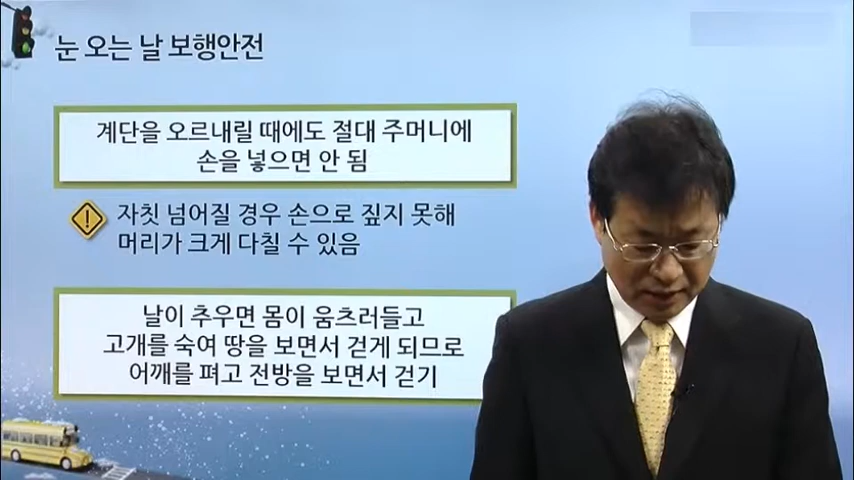 눈 오는 날 보행안전
계단을 오르내릴 때에도 절대 주머니에
손을 넣으면 안 됨
자칫 넘어질 경우 손으로 짚지 못해
머리가 크게 다칠 수 있음
날이 추우면 몸이 움츠러들고
고개를 숙여 땅을 보면서 걷게 되므로
어깨를 펴고 전방을 보면서 걷기